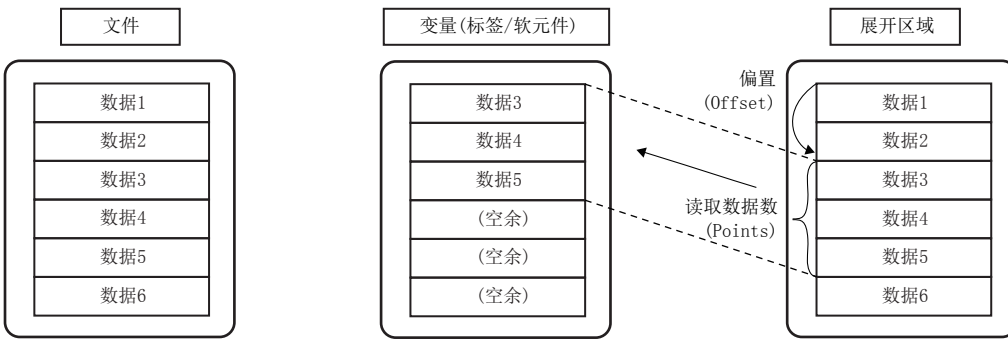 文件
数据1
数据2
数据3
数据4
数据5
数据6
变量(标签/软元件)
数据3
数据4
数据5
(空余)
(空余)
(空余)
偏置
(Offset)
读取数据数
(Points)
展开区域
数据1
数据2
数据3
数据4
数据5
数据6